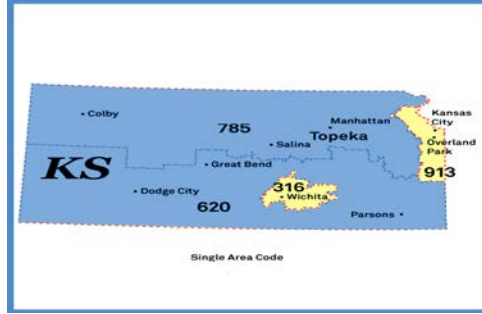 Colby
785
Manhattan
Kansas
City
Topeka
Salina
Overland
Park
KS
Great Bend
913
316
Dodge City
Wichita
620
Parsons
Single Area Code